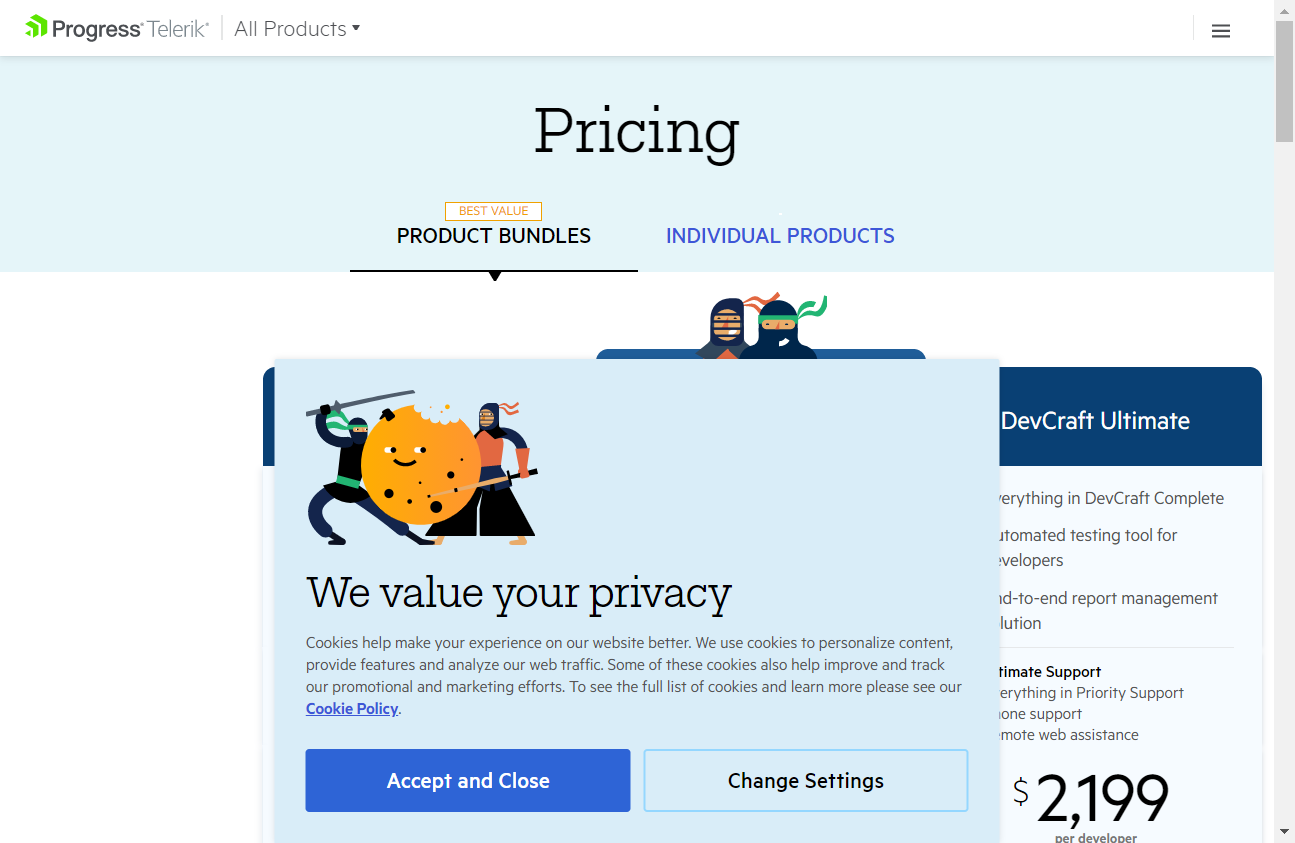 Progress Telerik All Products
Pricing
BEST VALUE
PRODUCT BUNDLES
INDIVIDUAL PRODUCTS
DevCraft Ultimate
verything in DevCraft Complete
utomated testing tool for
evelopers
nd-to-end report management
olution
timate Support
verything in Priority Support
hone support
emote web assistance
$2,199
per developer
We value your privacy
Cookies help make your experience on our website better. We use cookies to personalize content,
provide features and analyze our web traffic. Some of these cookies also help improve and track
our promotional and marketing efforts. To see the full list of cookies and learn more please see our
Cookie Policy.
Accept and Close
Change Settings